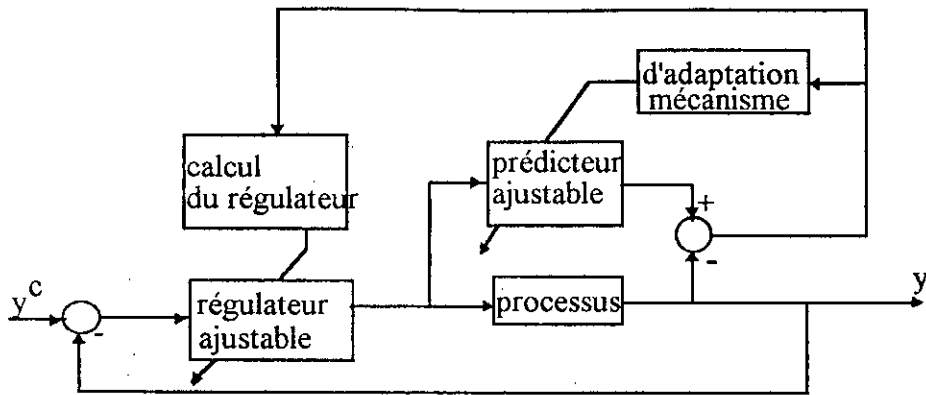 d'adaptation
mécanisme
calcul
du régulateur
prédicteur
ajustable
+
-
y^c
-
régulateur
ajustable
processus
y